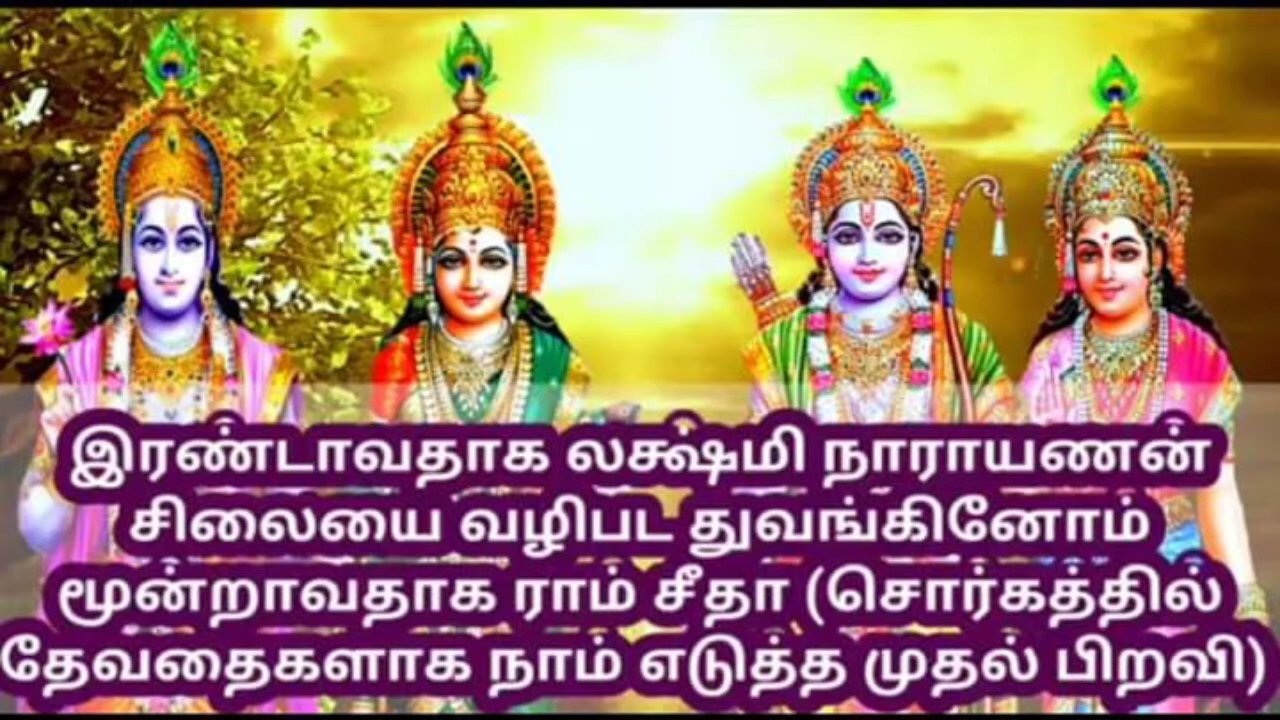 இரண்டாவதாக லக்ஷ்மி நாராயணன்
சிலையை வழிபட துவங்கினோம்
மூன்றாவதாக ராம் சீதா (சொர்கத்தில்
தேவதைகளாக நாம் எடுத்த முதல் பிறவி)